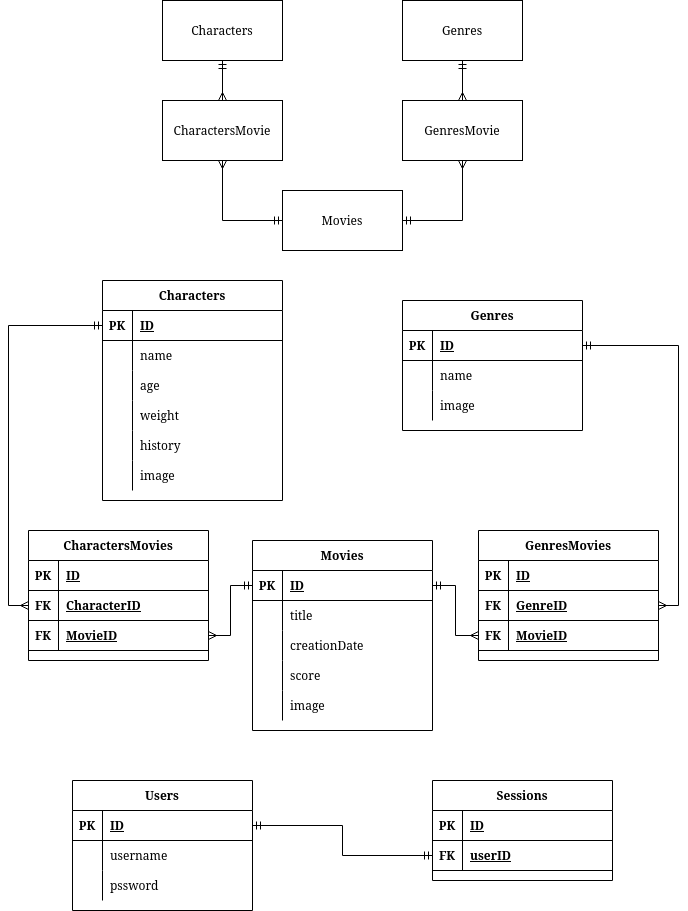 Characters
Genres
CharactersMovie
GenresMovie
Movies
Characters
PK ID
name
age
weight
history
image
Genres
PK ID
name
image
CharactersMovies
PK ID
FK CharacterID
FK MovieID
Movies
PK ID
title
creationDate
score
image
GenresMovies
PK ID
FK GenreID
FK MovieID
Users
PK ID
username
pssword
Sessions
PK ID
FK userID